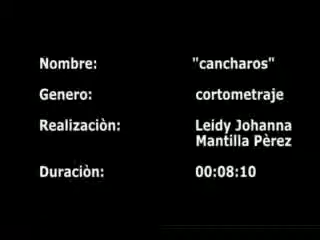 Nombre: "cancharos"
Genero: cortometraje
Realizaciòn: Leidy Johanna
Mantilla Pèrez
Duraciòn: 00:08:10